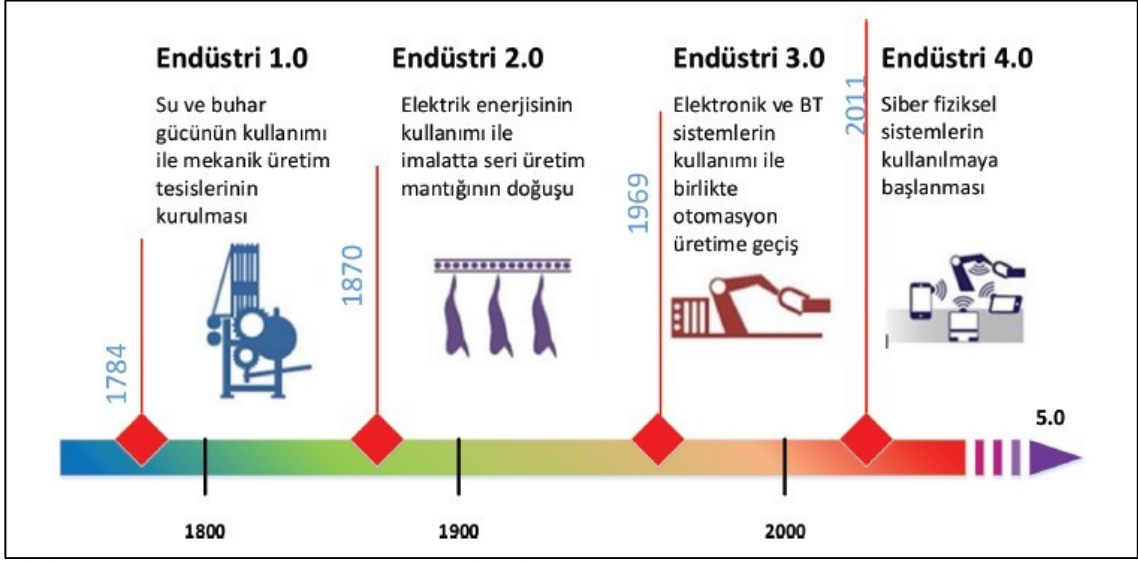 Endüstri 1.0
Su ve buhar
gücünün kullanımı
ile mekanik üretim
tesislerinin
kurulması
1784
Endüstri 2.0
Elektrik enerjisinin
kullanımı ile
imalatta seri üretim
mantığının doğuşu
1870
Endüstri 3.0
Elektronik ve BT
sistemlerin
kullanımı ile
birlikte
otomasyon
üretime geçiş
1969
Endüstri 4.0
Siber fiziksel
sistemlerin
kullanılmaya
başlanması
2011
5.0
1800
1900
2000